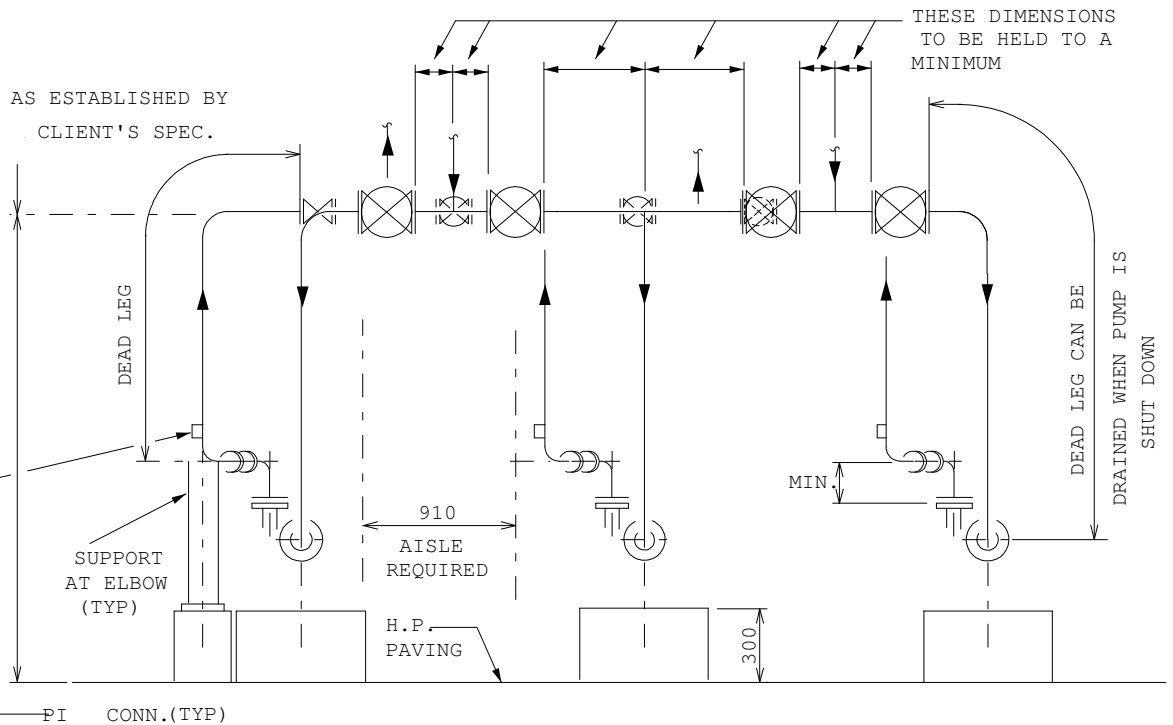 THESE DIMENSIONS
TO BE HELD TO A
MINIMUM
AS ESTABLISHED BY
CLIENT'S SPEC.
DEAD LEG
DEAD LEG CAN BE
DRAINED WHEN PUMP IS
SHUT DOWN
MIN.
910
AISLE
REQUIRED
SUPPORT
AT ELBOW
(TYP)
H.P.
PAVING
300
PI CONN.(TYP)